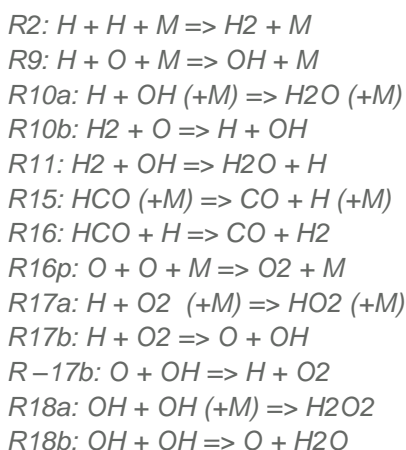 R2: H + H + M => H2 + M
R9: H + O + M => OH + M
R10a: H + OH (+M) => H2O (+M)
R10b: H2 + O => H + OH
R11: H2 + OH => H2O + H
R15: HCO (+M) => CO + H (+M)
R16: HCO + H => CO + H2
R16p: O + O + M => O2 + M
R17a: H + O2  (+M) => HO2 (+M)
R17b: H + O2 => O + OH
R –17b: O + OH => H + O2
R18a: OH + OH (+M) => H2O2
R18b: OH + OH => O + H2O